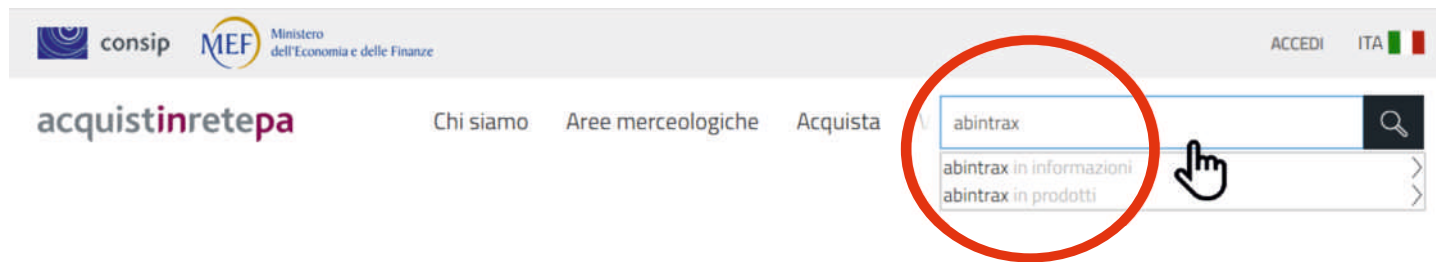 consip MEF Ministero
dell'Economia e delle Finanze
ACCEDI ITA
acquistinretepa
Chi siamo Aree merceologiche Acquista V abintrax
abintrax in informazioni
abintrax in prodotti